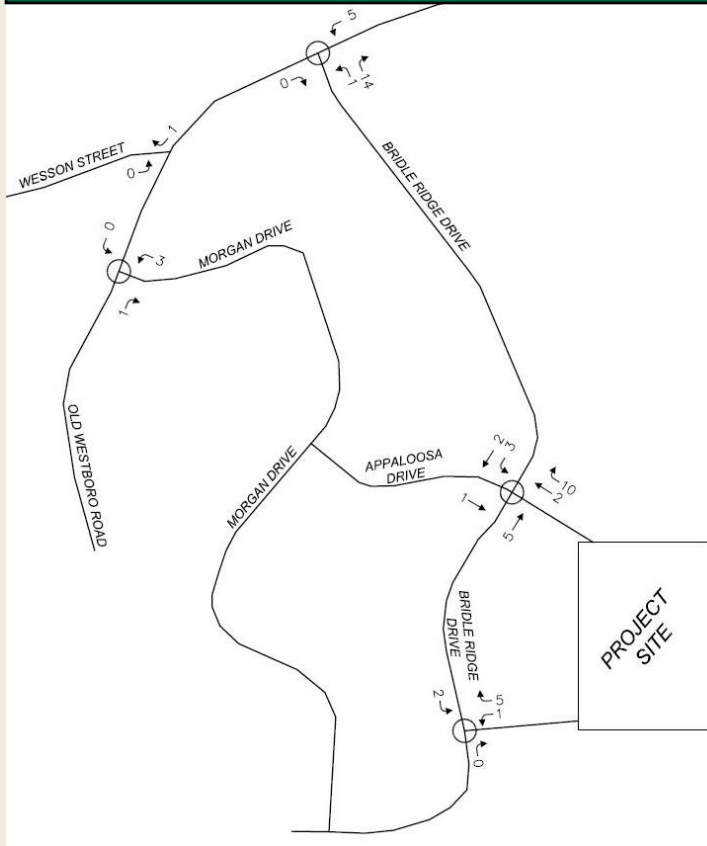 5
0
1
14
WESSON STREET
1
0
BRIDLE RIDGE DRIVE
0
3
MORGAN DRIVE
1
OLD WESTBORO ROAD
MORGAN DRIVE
APPALOOSA
DRIVE
2
3
10
2
1
5
BRIDLE RIDGE
DRIVE
PROJECT
SITE
2
5
1
0